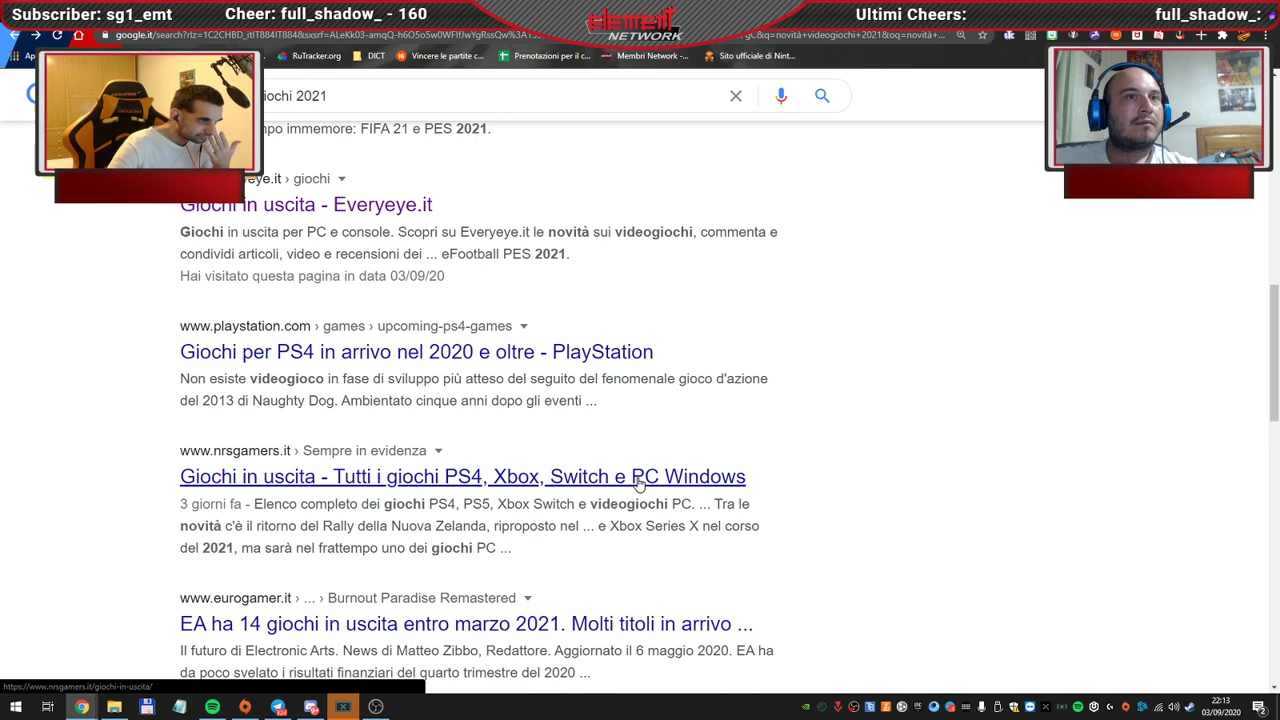 Subscriber: sg1_emt
Cheer: full_shadow_ - 160
element
NETWORK
Ultimi Cheers:
full_shadow_:
RuTracker.org
DICT
Vincere le partite c...
Prenotazioni per il c...
Membri Network -...
Sito ufficiale di Nint...
iochi 2021
po immemore: FIFA 21 e PES 2021.
eye.it › giochi
Giochi in uscita - Everyeye.it
Giochi in uscita per PC e console. Scopri su Everyeye.it le novità sui videogiochi, commenta e
condividi articoli, video e recensioni dei ... eFootball PES 2021.
Hai visitato questa pagina in data 03/09/20
www.playstation.com › games › upcoming-ps4-games
Giochi per PS4 in arrivo nel 2020 e oltre - PlayStation
Non esiste videogioco in fase di sviluppo più atteso del seguito del fenomenale gioco d'azione
del 2013 di Naughty Dog. Ambientato cinque anni dopo gli eventi ...
www.nrsgamers.it › Sempre in evidenza
Giochi in uscita - Tutti i giochi PS4, Xbox, Switch e PC Windows
3 giorni fa - Elenco completo dei giochi PS4, PS5, Xbox Switch e videogiochi PC. ... Tra le
novità c'è il ritorno del Rally della Nuova Zelanda, riproposto nel ... e Xbox Series X nel corso
del 2021, ma sarà nel frattempo uno dei giochi PC ...
www.eurogamer.it › ... › Burnout Paradise Remastered
EA ha 14 giochi in uscita entro marzo 2021. Molti titoli in arrivo ...
Il futuro di Electronic Arts. News di Matteo Zibbo, Redattore. Aggiornato il 6 maggio 2020. EA ha
da poco svelato i risultati finanziari del quarto trimestre del 2020 ...
https://www.nrsgamers.it/giochi-in-uscita/
22:13
03/09/2020